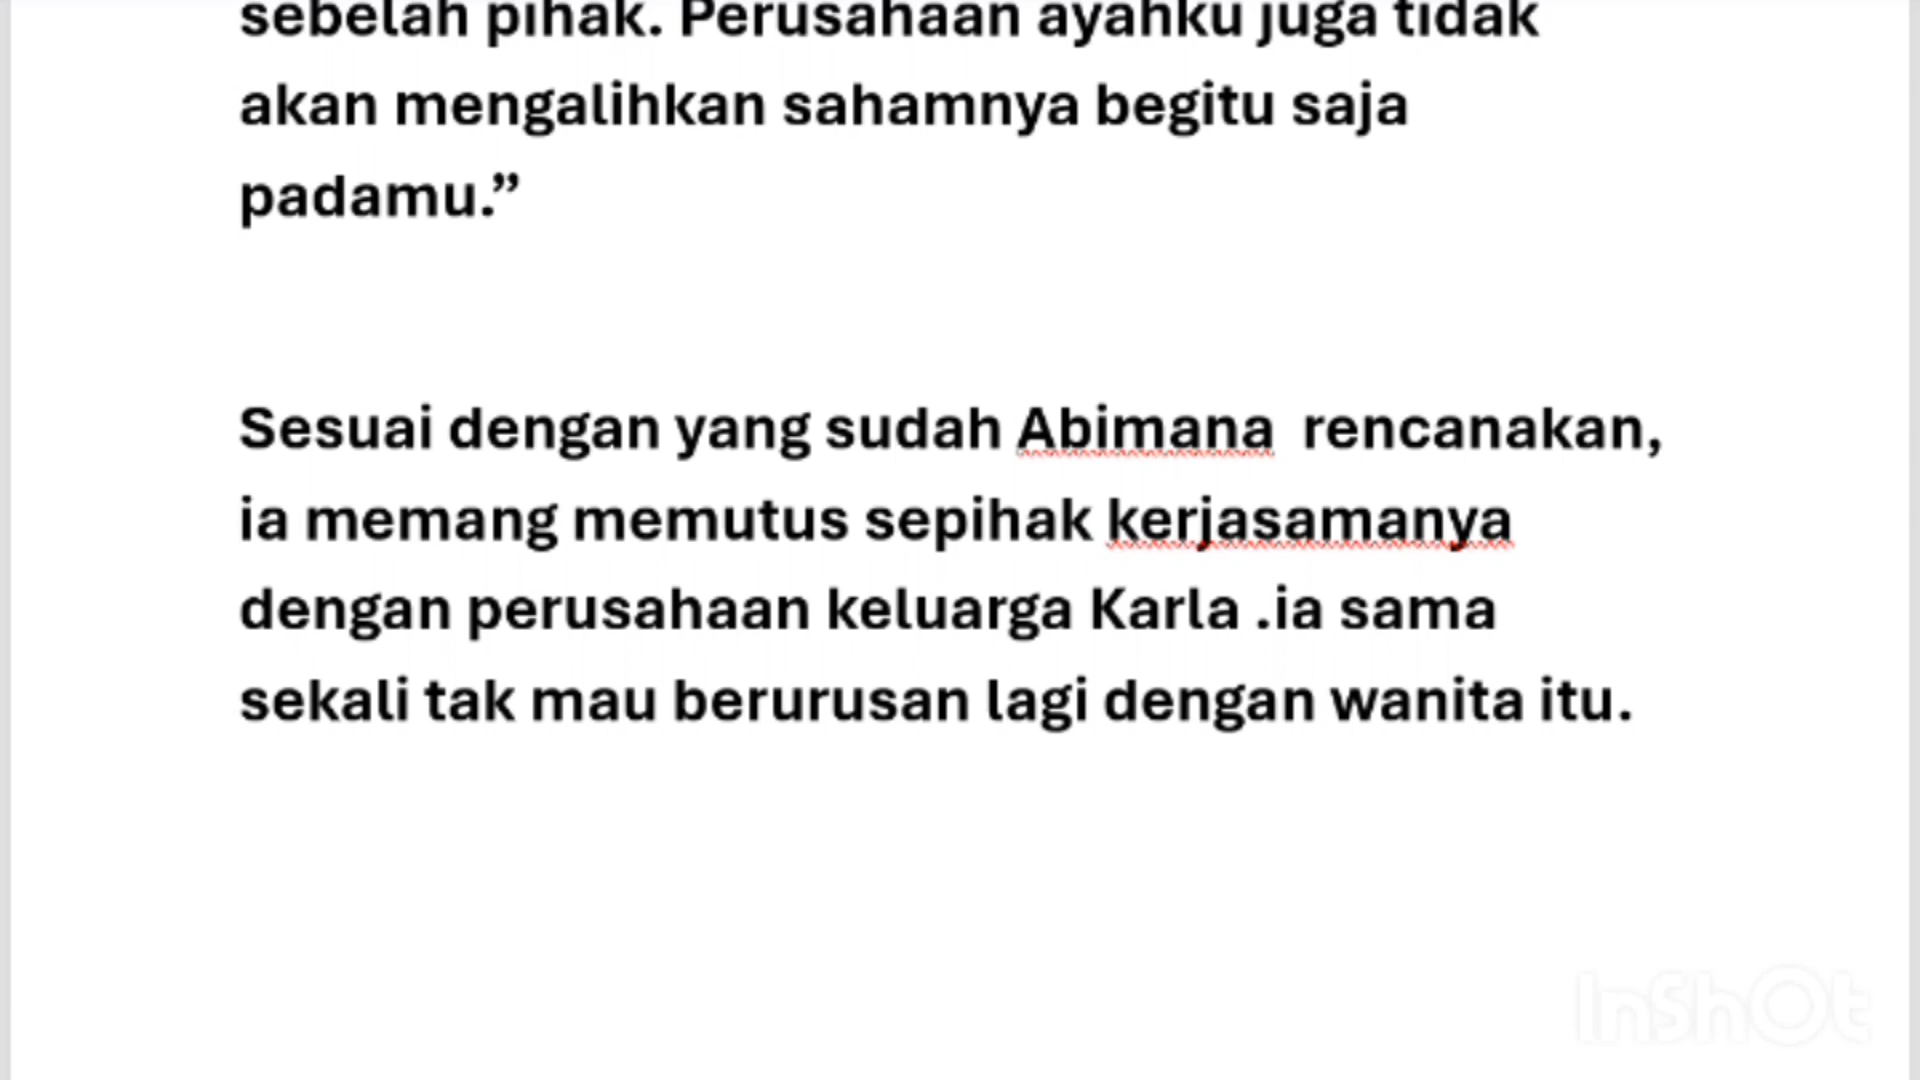 sebelah pihak. Perusahaan ayahku juga tidak
akan mengalihkan sahamnya begitu saja
padamu.”
Sesuai dengan yang sudah Abimana  rencanakan,
ia memang memutus sepihak kerjasamanya
dengan perusahaan keluarga Karla .ia sama
sekali tak mau berurusan lagi dengan wanita itu.
InShOt